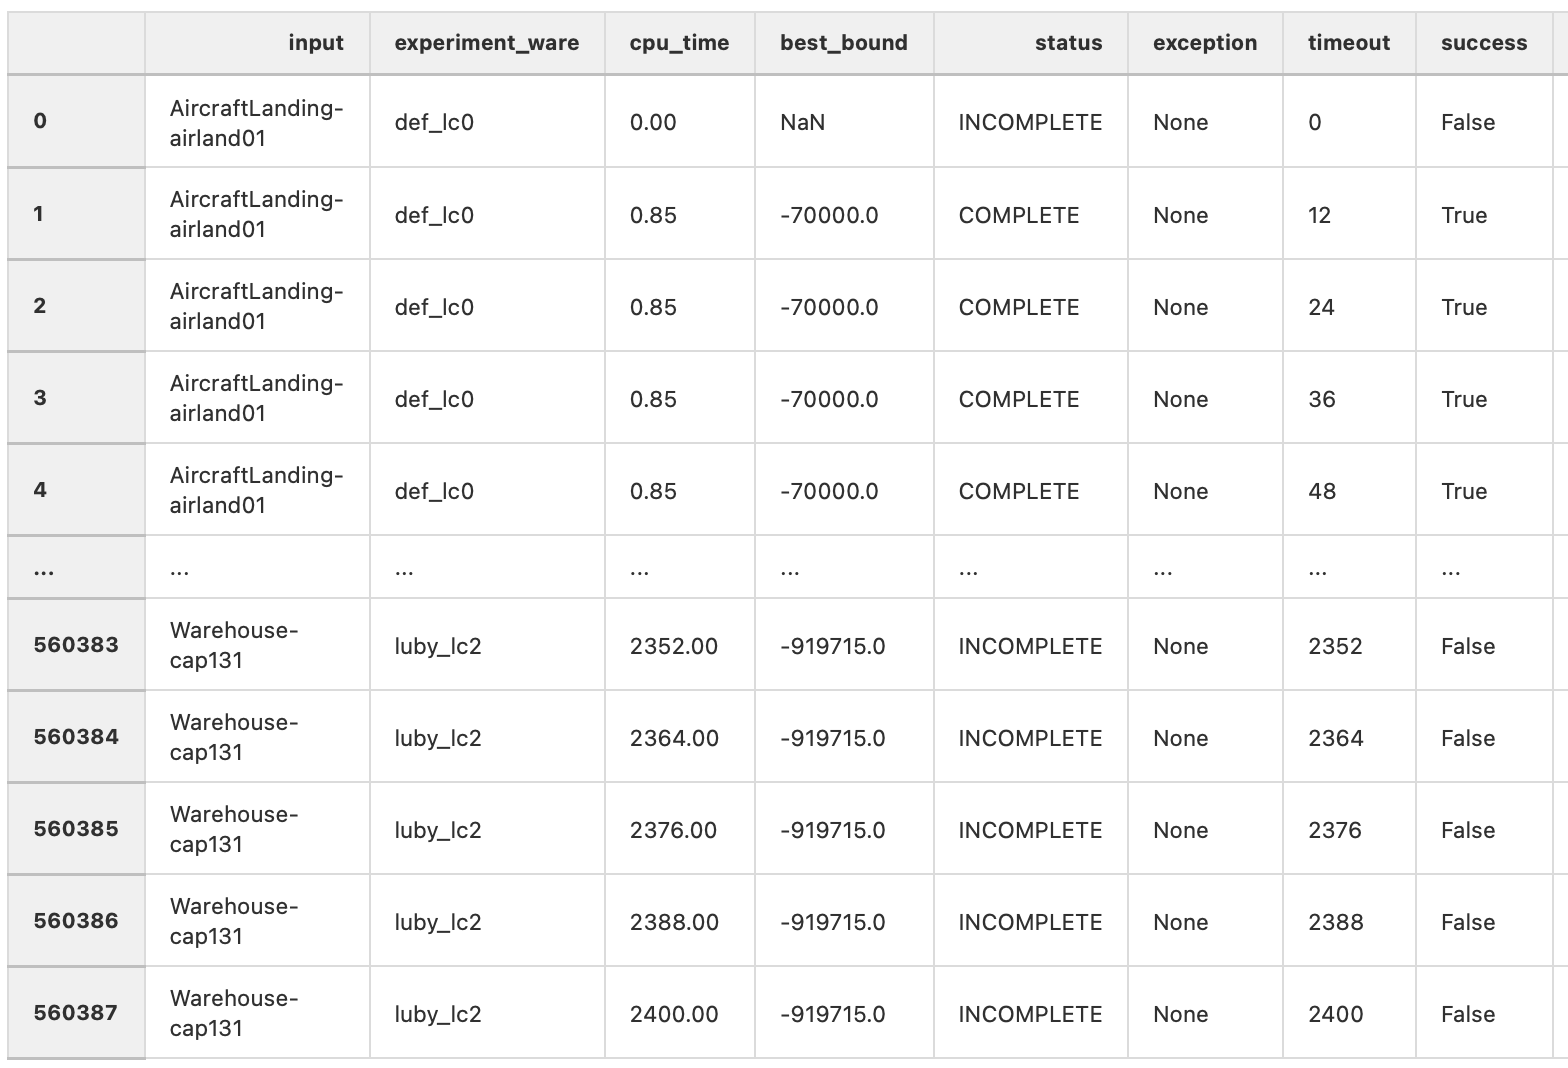 input experiment_ware cpu_time best_bound status exception timeout success
0 AircraftLanding-airland01 def_lc0 0.00 NaN INCOMPLETE None 0 False
1 AircraftLanding-airland01 def_lc0 0.85 -70000.0 COMPLETE None 12 True
2 AircraftLanding-airland01 def_lc0 0.85 -70000.0 COMPLETE None 24 True
3 AircraftLanding-airland01 def_lc0 0.85 -70000.0 COMPLETE None 36 True
4 AircraftLanding-airland01 def_lc0 0.85 -70000.0 COMPLETE None 48 True
... ... ... ... ... ... ... ... ...
560383 Warehouse-cap131 luby_lc2 2352.00 -919715.0 INCOMPLETE None 2352 False
560384 Warehouse-cap131 luby_lc2 2364.00 -919715.0 INCOMPLETE None 2364 False
560385 Warehouse-cap131 luby_lc2 2376.00 -919715.0 INCOMPLETE None 2376 False
560386 Warehouse-cap131 luby_lc2 2388.00 -919715.0 INCOMPLETE None 2388 False
560387 Warehouse-cap131 luby_lc2 2400.00 -919715.0 INCOMPLETE None 2400 False